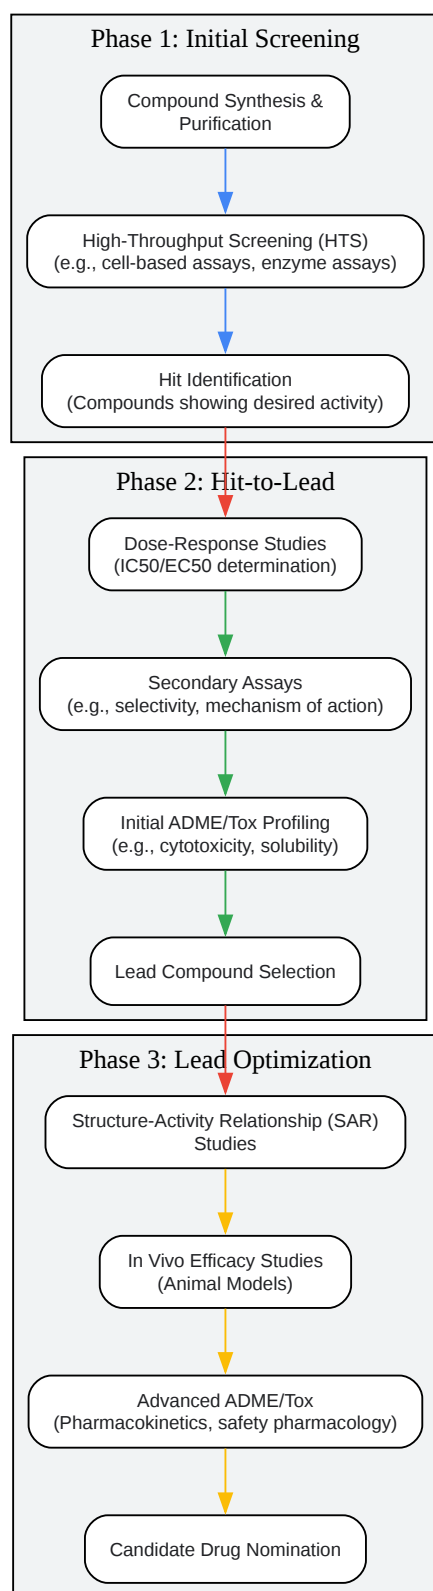 Phase 1: Initial Screening
Compound Synthesis &
Purification
High-Throughput Screening (HTS)
(e.g., cell-based assays, enzyme assays)
Hit Identification
(Compounds showing desired activity)
Phase 2: Hit-to-Lead
Dose-Response Studies
(IC50/EC50 determination)
Secondary Assays
(e.g., selectivity, mechanism of action)
Initial ADME/Tox Profiling
(e.g., cytotoxicity, solubility)
Lead Compound Selection
Phase 3: Lead Optimization
Structure-Activity Relationship (SAR)
Studies
In Vivo Efficacy Studies
(Animal Models)
Advanced ADME/Tox
(Pharmacokinetics, safety pharmacology)
Candidate Drug Nomination